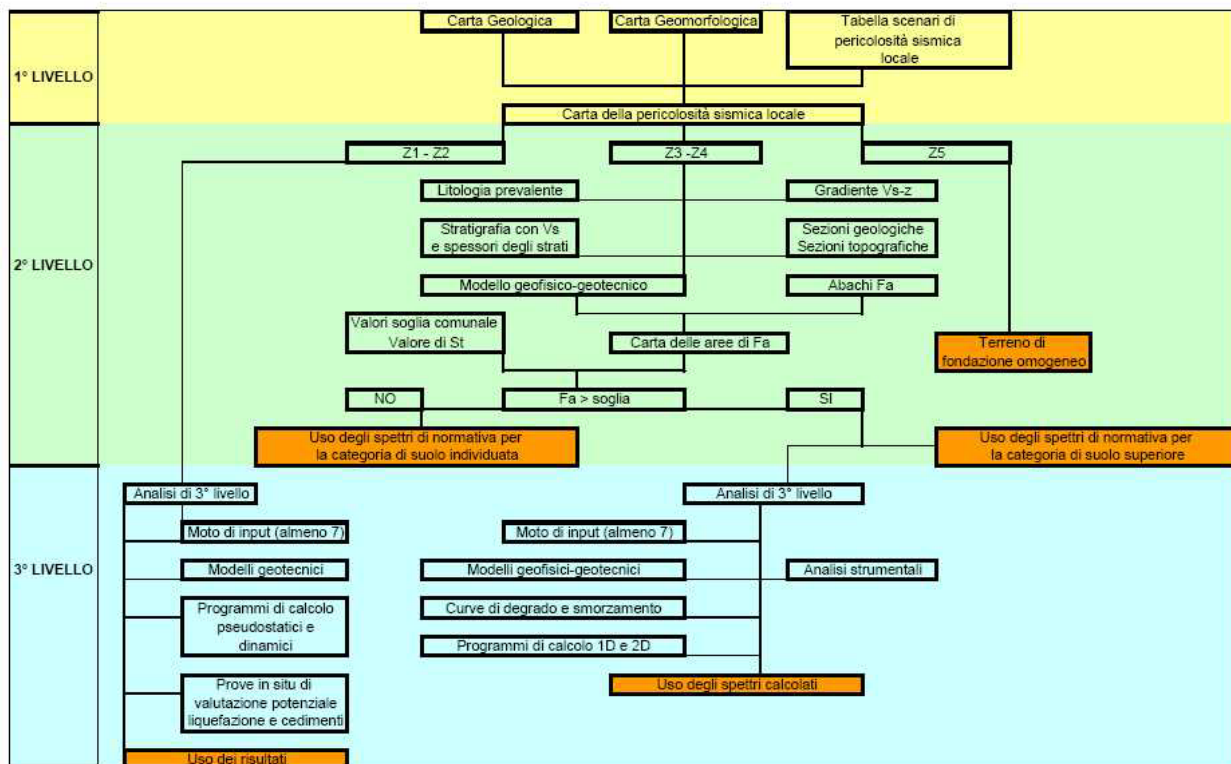 Carta Geologica
Carta Geomorfologica
Tabella scenari di
pericolosità sismica
locale
1° LIVELLO
Carta della pericolosità sismica locale
Z1 - Z2
Z3 -Z4
Z5
Litologia prevalente
Gradiente Vs-z
Stratigrafia con Vs
e spessori degli strati
Sezioni geologiche
Sezioni topografiche
2° LIVELLO
Modello geofisico-geotecnico
Abachi Fa
Valori soglia comunale
Valore di St
Carta delle aree di Fa
Terreno di
fondazione omogeneo
NO
Fa > soglia
SI
Uso degli spettri di normativa per
la categoria di suolo individuata
Uso degli spettri di normativa per
la categoria di suolo superiore
Analisi di 3° livello
Analisi di 3° livello
Moto di input (almeno 7)
Moto di input (almeno 7)
3° LIVELLO
Modelli geotecnici
Modelli geofisici-geotecnici
Analisi strumentali
Programmi di calcolo
pseudostatici e
dinamici
Curve di degrado e smorzamento
Programmi di calcolo 1D e 2D
Prove in situ di
valutazione potenziale
liquefazione e cedimenti
Uso degli spettri calcolati
Uso dei risultati